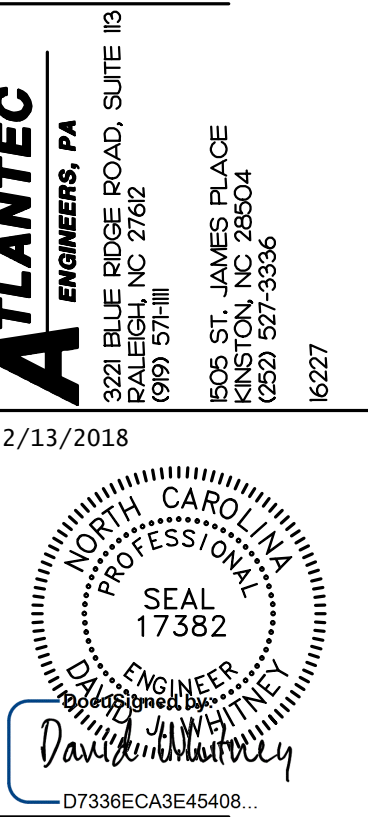 ATLANTEC
ENGINEERS, PA
3221 BLUE RIDGE ROAD, SUITE 113
RALEIGH, NC 27612
(919) 571-1111
1505 ST. JAMES PLACE
KINSTON, NC 28504
(252) 527-3336
16227
2/13/2018
NORTH CAROLINA
PROFESSIONAL
SEAL
17382
ENGINEER
DAVID J. WHITNEY
DocuSigned by:
David Whitney
D7336ECA3E45408...